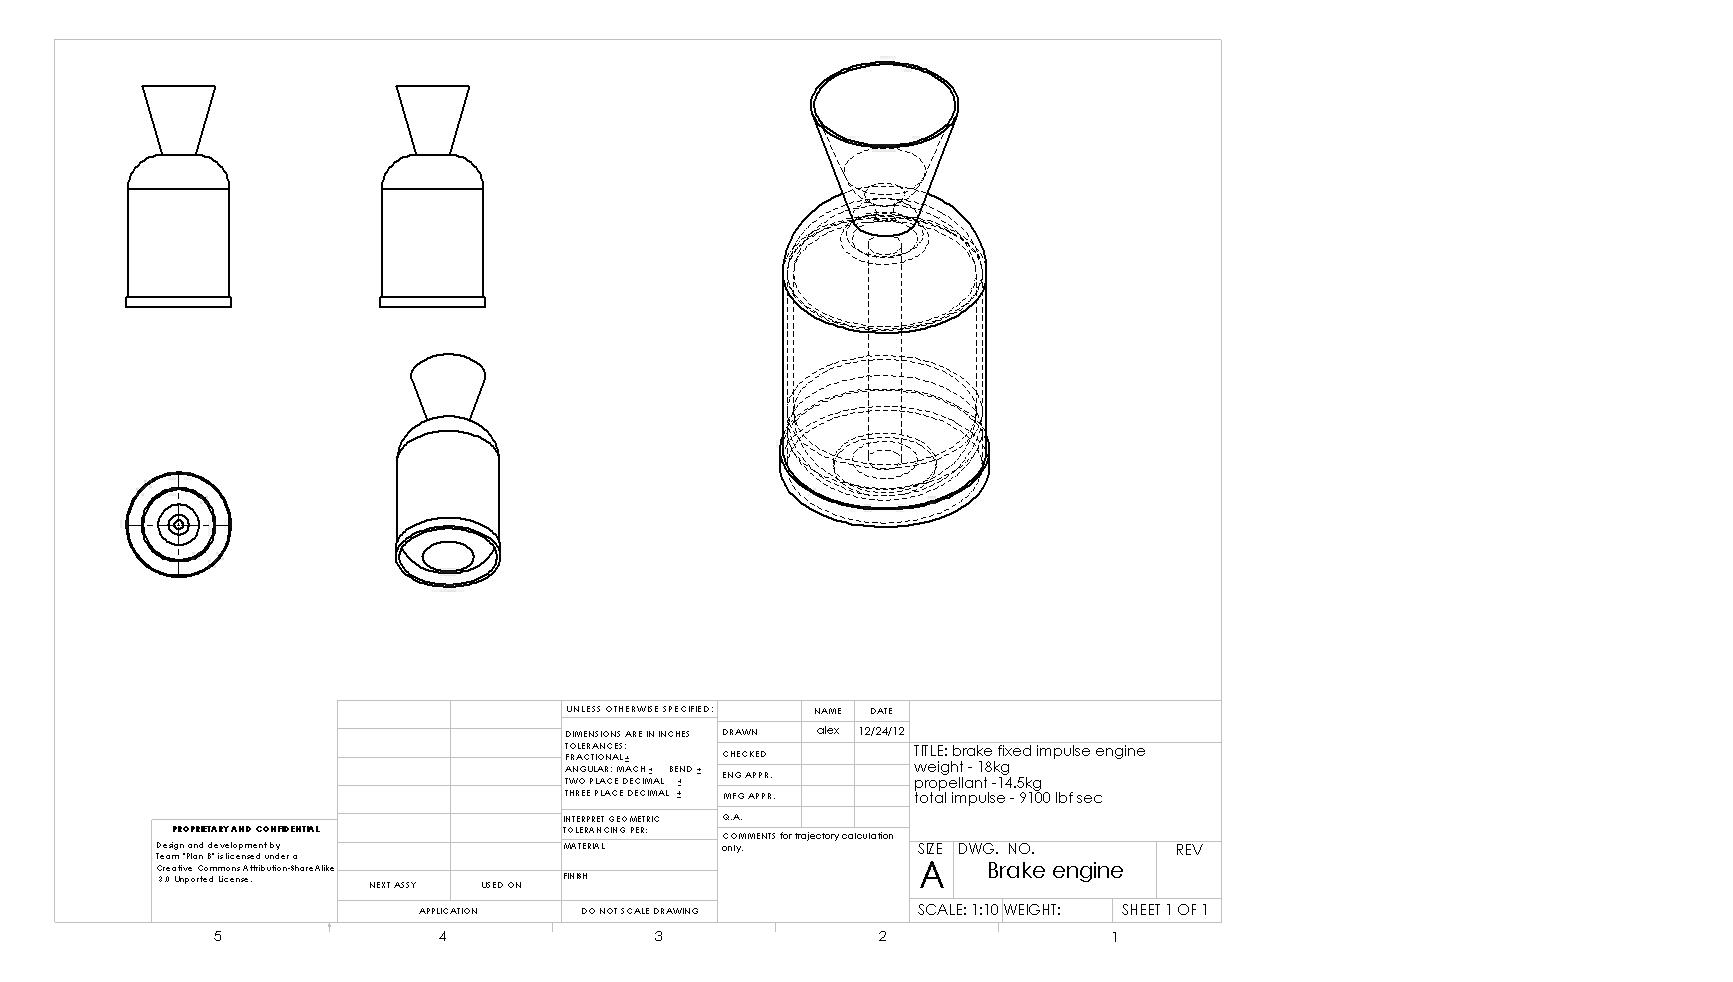 UNLESS OTHERWISE SPECIFIED:
DIMENSIONS ARE IN INCHES
TOLERANCES:
FRACTIONAL±
ANGULAR: MACH± BEND ±
TWO PLACE DECIMAL ±
THREE PLACE DECIMAL ±
INTERPRET GEOMETRIC
TOLERANCING PER:
MATERIAL
FINISH
DO NOT SCALE DRAWING
NAME DATE
DRAWN alex 12/24/12
CHECKED
ENG APPR.
MFG APPR.
Q.A.
COMMENTS for trajectory calculation
only.
TITLE: brake fixed impulse engine
weight - 18kg
propellant -14.5kg
total impulse - 9100 lbf sec
SIZE DWG. NO. REV
A Brake engine
SCALE: 1:10 WEIGHT: SHEET 1 OF 1
PROPRIETARY AND CONFIDENTIAL
Design and development by
Team "Plan B" is licensed under a
Creative Commons Attribution-ShareAlike
3.0 Unported License.
NEXT ASSY USED ON
APPLICATION
5 4 3 2 1